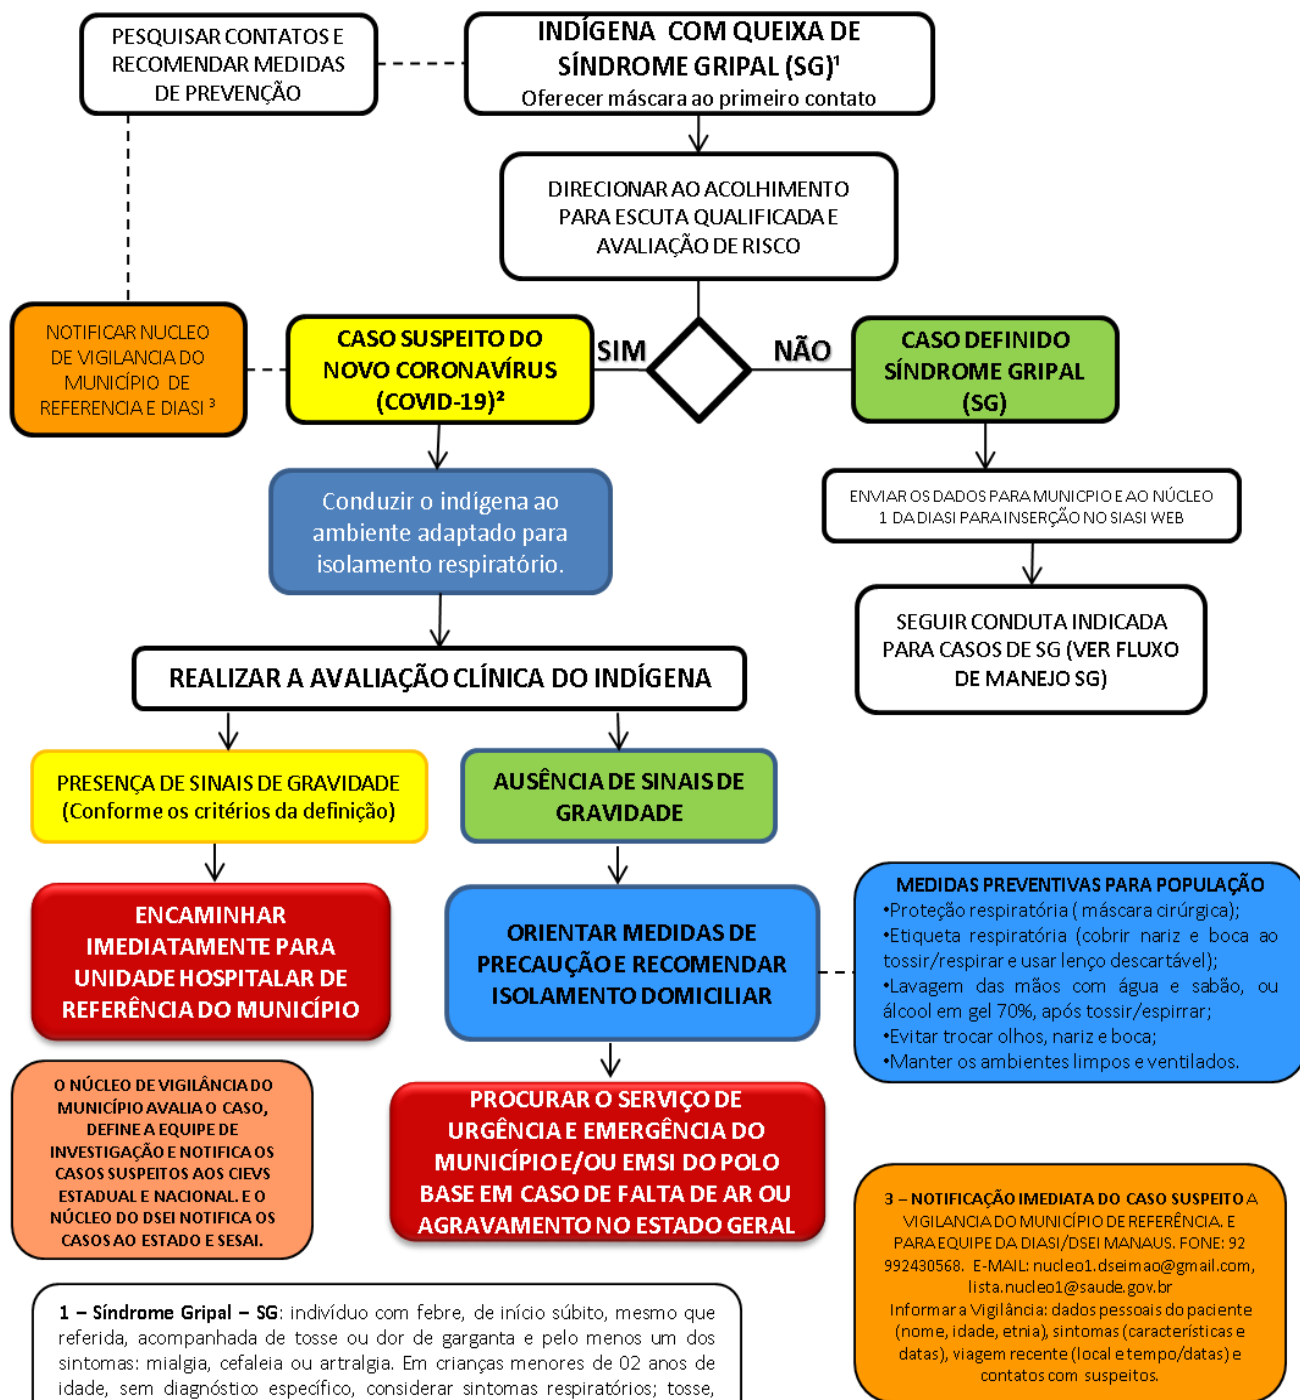 PESQUISAR CONTATOS E
RECOMENDAR MEDIDAS
DE PREVENÇÃO
INDÍGENA COM QUEIXA DE
SÍNDROME GRIPAL (SG)¹
Oferecer máscara ao primeiro contato
DIRECIONAR AO ACOLHIMENTO
PARA ESCUTA QUALIFICADA E
AVALIAÇÃO DE RISCO
NOTIFICAR NUCLEO
DE VIGILANCIA DO
MUNICÍPIO DE
REFERENCIA E DIASI ³
CASO SUSPEITO DO
NOVO CORONAVÍRUS
(COVID-19)²
SIM
NÃO
CASO DEFINIDO
SÍNDROME GRIPAL
(SG)
Conduzir o indígena ao
ambiente adaptado para
isolamento respiratório.
ENVIAR OS DADOS PARA MUNICPIO E AO NÚCLEO
1 DA DIASI PARA INSERÇÃO NO SIASI WEB
SEGUIR CONDUTA INDICADA
PARA CASOS DE SG (VER FLUXO
DE MANEJO SG)
REALIZAR A AVALIAÇÃO CLÍNICA DO INDÍGENA
PRESENÇA DE SINAIS DE GRAVIDADE
(Conforme os critérios da definição)
AUSÊNCIA DE SINAIS DE
GRAVIDADE
ENCAMINHAR
IMEDIATAMENTE PARA
UNIDADE HOSPITALAR DE
REFERÊNCIA DO MUNICÍPIO
ORIENTAR MEDIDAS DE
PRECAUÇÃO E RECOMENDAR
ISOLAMENTO DOMICILIAR
MEDIDAS PREVENTIVAS PARA POPULAÇÃO
•Proteção respiratória ( máscara cirúrgica);
•Etiqueta respiratória (cobrir nariz e boca ao
tossir/respirar e usar lenço descartável);
•Lavagem das mãos com água e sabão, ou
álcool em gel 70%, após tossir/espirrar;
•Evitar trocar olhos, nariz e boca;
•Manter os ambientes limpos e ventilados.
O NÚCLEO DE VIGILÂNCIA DO
MUNICÍPIO AVALIA O CASO,
DEFINE A EQUIPE DE
INVESTIGAÇÃO E NOTIFICA OS
CASOS SUSPEITOS AOS CIEVS
ESTADUAL E NACIONAL. E O
NÚCLEO DO DSEI NOTIFICA OS
CASOS AO ESTADO E SESAI.
PROCURAR O SERVIÇO DE
URGÊNCIA E EMERGÊNCIA DO
MUNICÍPIO E/OU EMSI DO POLO
BASE EM CASO DE FALTA DE AR OU
AGRAVAMENTO NO ESTADO GERAL
3 – NOTIFICAÇÃO IMEDIATA DO CASO SUSPEITO A
VIGILANCIA DO MUNICÍPIO DE REFERÊNCIA. E
PARA EQUIPE DA DIASI/DSEI MANAUS. FONE: 92
992430568. E-MAIL: nucleo1.dseimao@gmail.com,
lista.nucleo1@saude.gov.br
Informar a Vigilância: dados pessoais do paciente
(nome, idade, etnia), sintomas (características e
datas), viagem recente (local e tempo/datas) e
contatos com suspeitos.
1 – Síndrome Gripal – SG: indivíduo com febre, de início súbito, mesmo que
referida, acompanhada de tosse ou dor de garganta e pelo menos um dos
sintomas: mialgia, cefaleia ou artralgia. Em crianças menores de 02 anos de
idade, sem diagnóstico específico, considerar sintomas respiratórios; tosse,